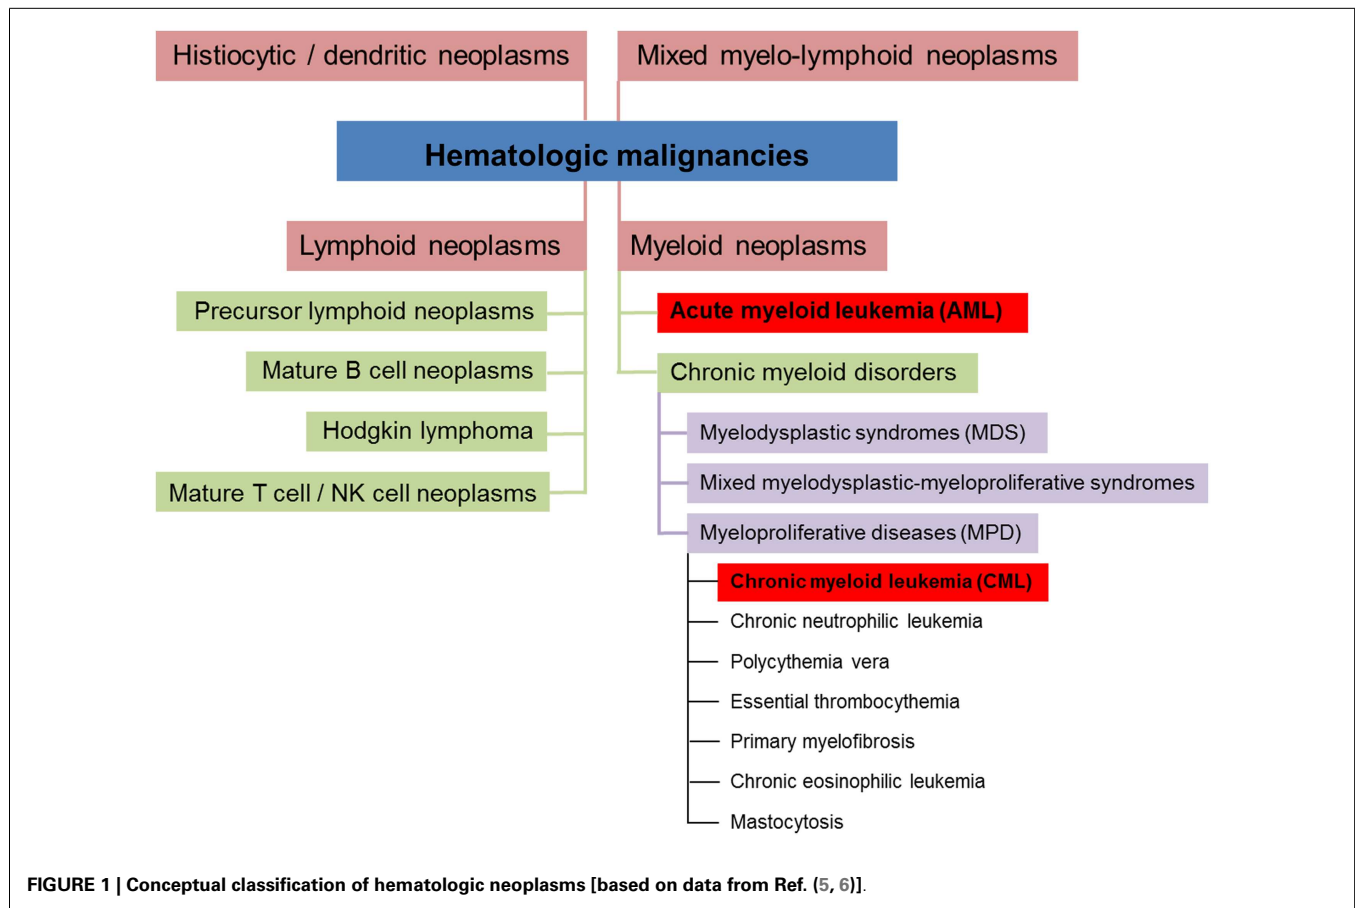 Histiocytic / dendritic neoplasms
Mixed myelo-lymphoid neoplasms
Hematologic malignancies
Lymphoid neoplasms
Myeloid neoplasms
Precursor lymphoid neoplasms
Mature B cell neoplasms
Hodgkin lymphoma
Mature T cell / NK cell neoplasms
Acute myeloid leukemia (AML)
Chronic myeloid disorders
Myelodysplastic syndromes (MDS)
Mixed myelodysplastic-myeloproliferative syndromes
Myeloproliferative diseases (MPD)
Chronic myeloid leukemia (CML)
Chronic neutrophilic leukemia
Polycythemia vera
Essential thrombocythemia
Primary myelofibrosis
Chronic eosinophilic leukemia
Mastocytosis
FIGURE 1 | Conceptual classification of hematologic neoplasms [based on data from Ref. (5, 6)].